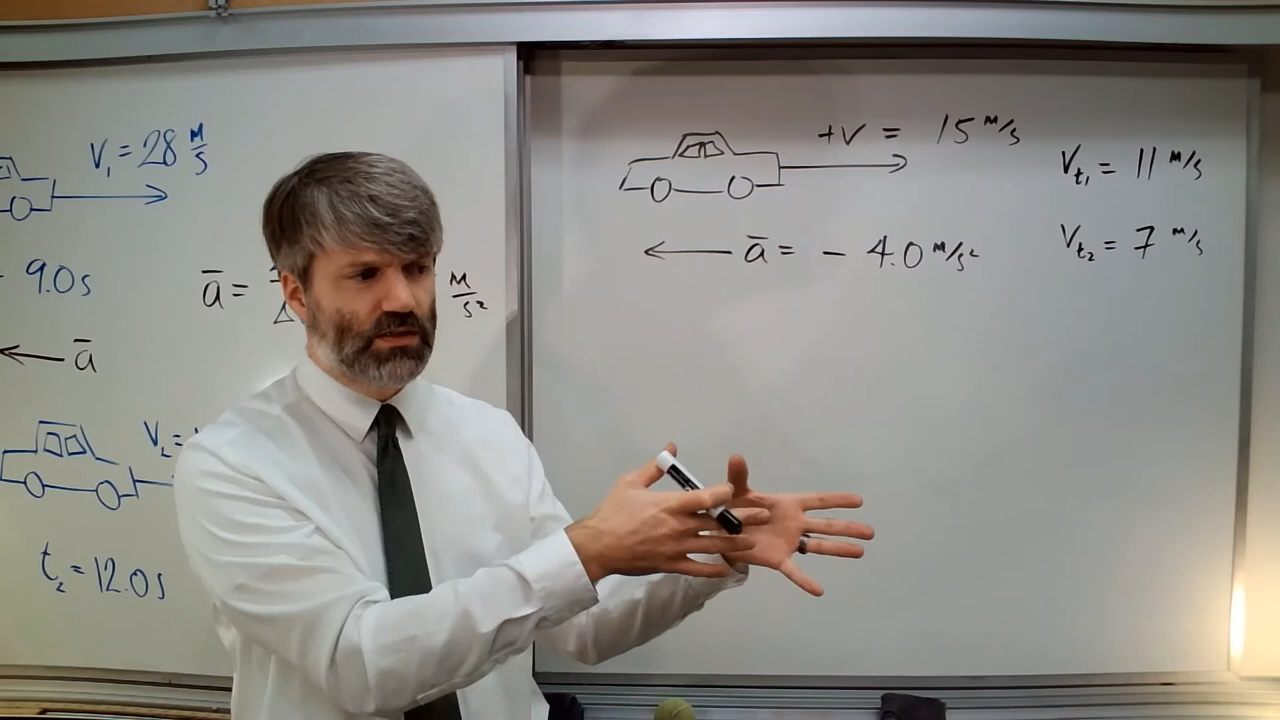 V₁ = 28 M/S
9.0s
ā =
Δ
M/S²
ā
V₂ =
t₂ = 12.0s
+V = 15 M/s
ā = - 4.0 M/s²
Vt₁ = 11 M/s
Vt₂ = 7 M/s